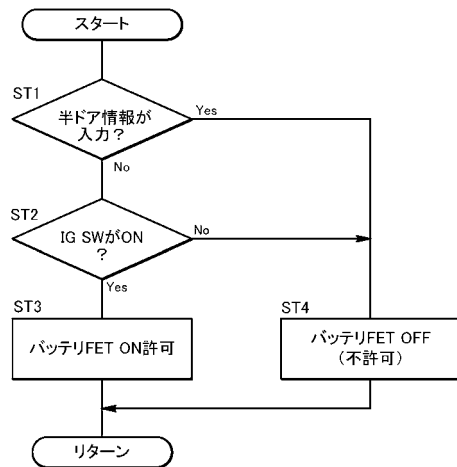 スタート
ST1
半ドア情報が
入力？
Yes
No
ST2
IG SWがON
？
No
Yes
ST3
バッテリFET ON許可
ST4
バッテリFET OFF
（不許可）
リターン